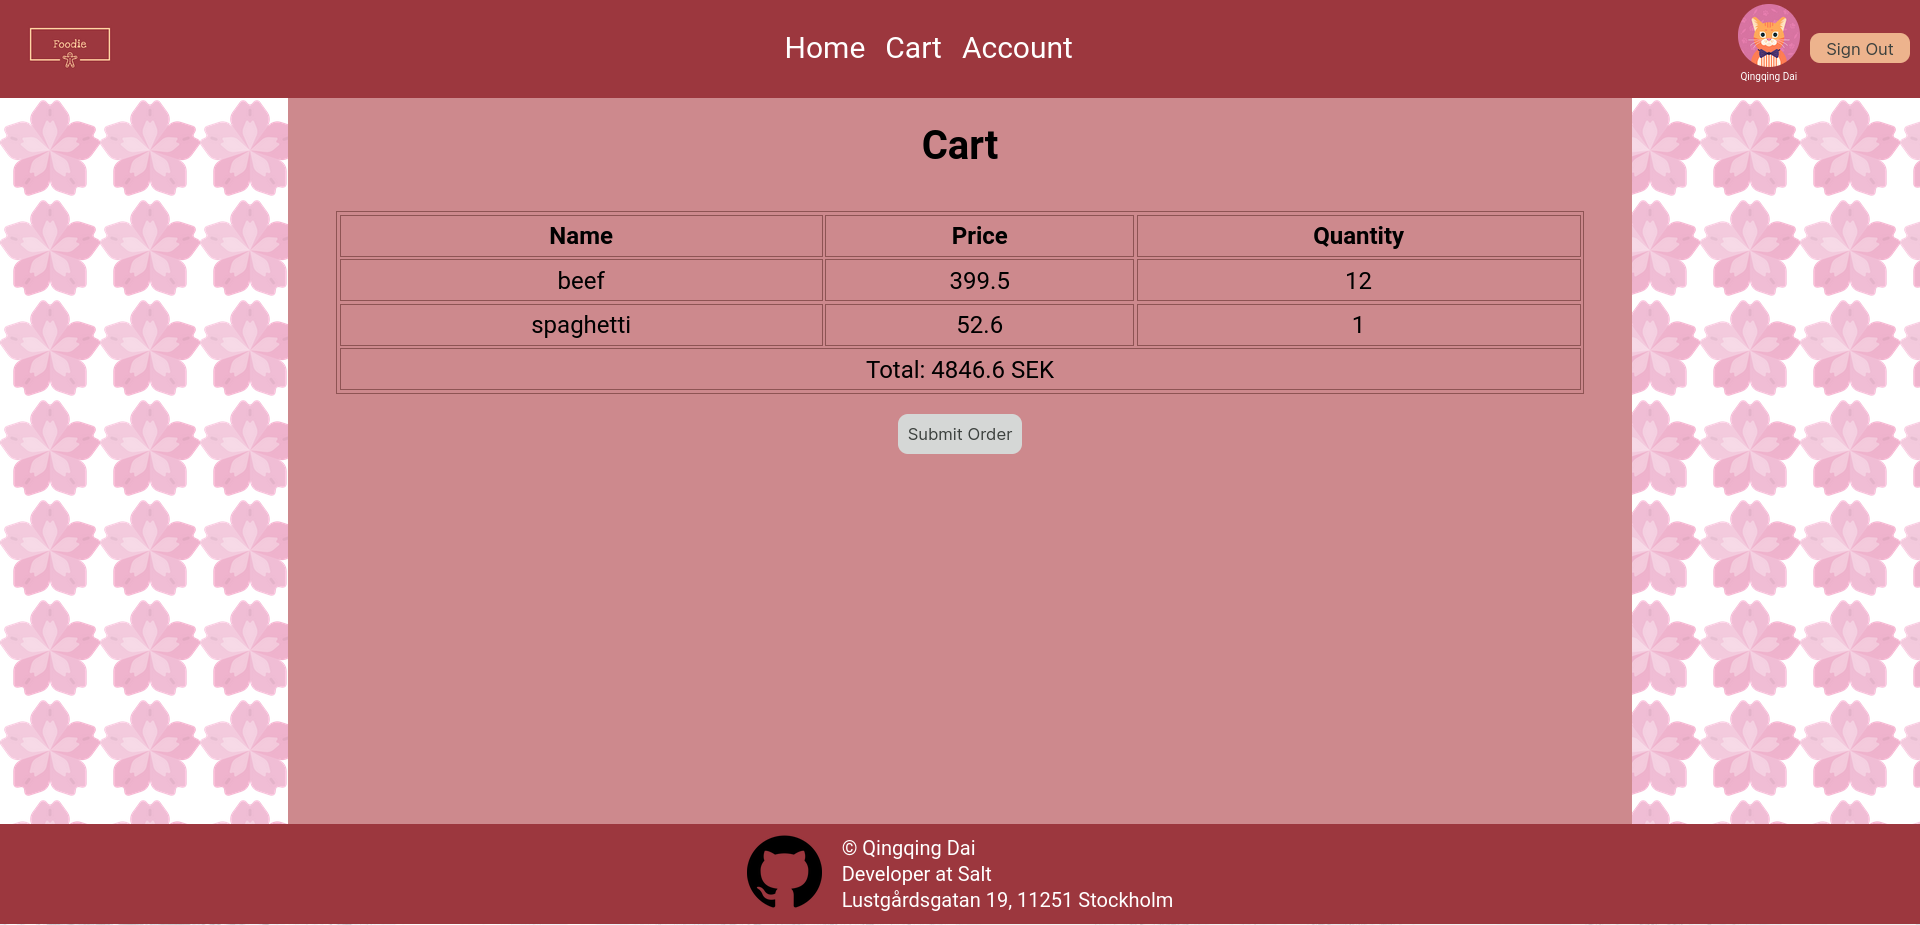 Foodie
Home Cart Account
Qingqing Dai
Sign Out
Cart
Name Price Quantity
beef 399.5 12
spaghetti 52.6 1
Total: 4846.6 SEK
Submit Order
© Qingqing Dai
Developer at Salt
Lustgårdsgatan 19, 11251 Stockholm